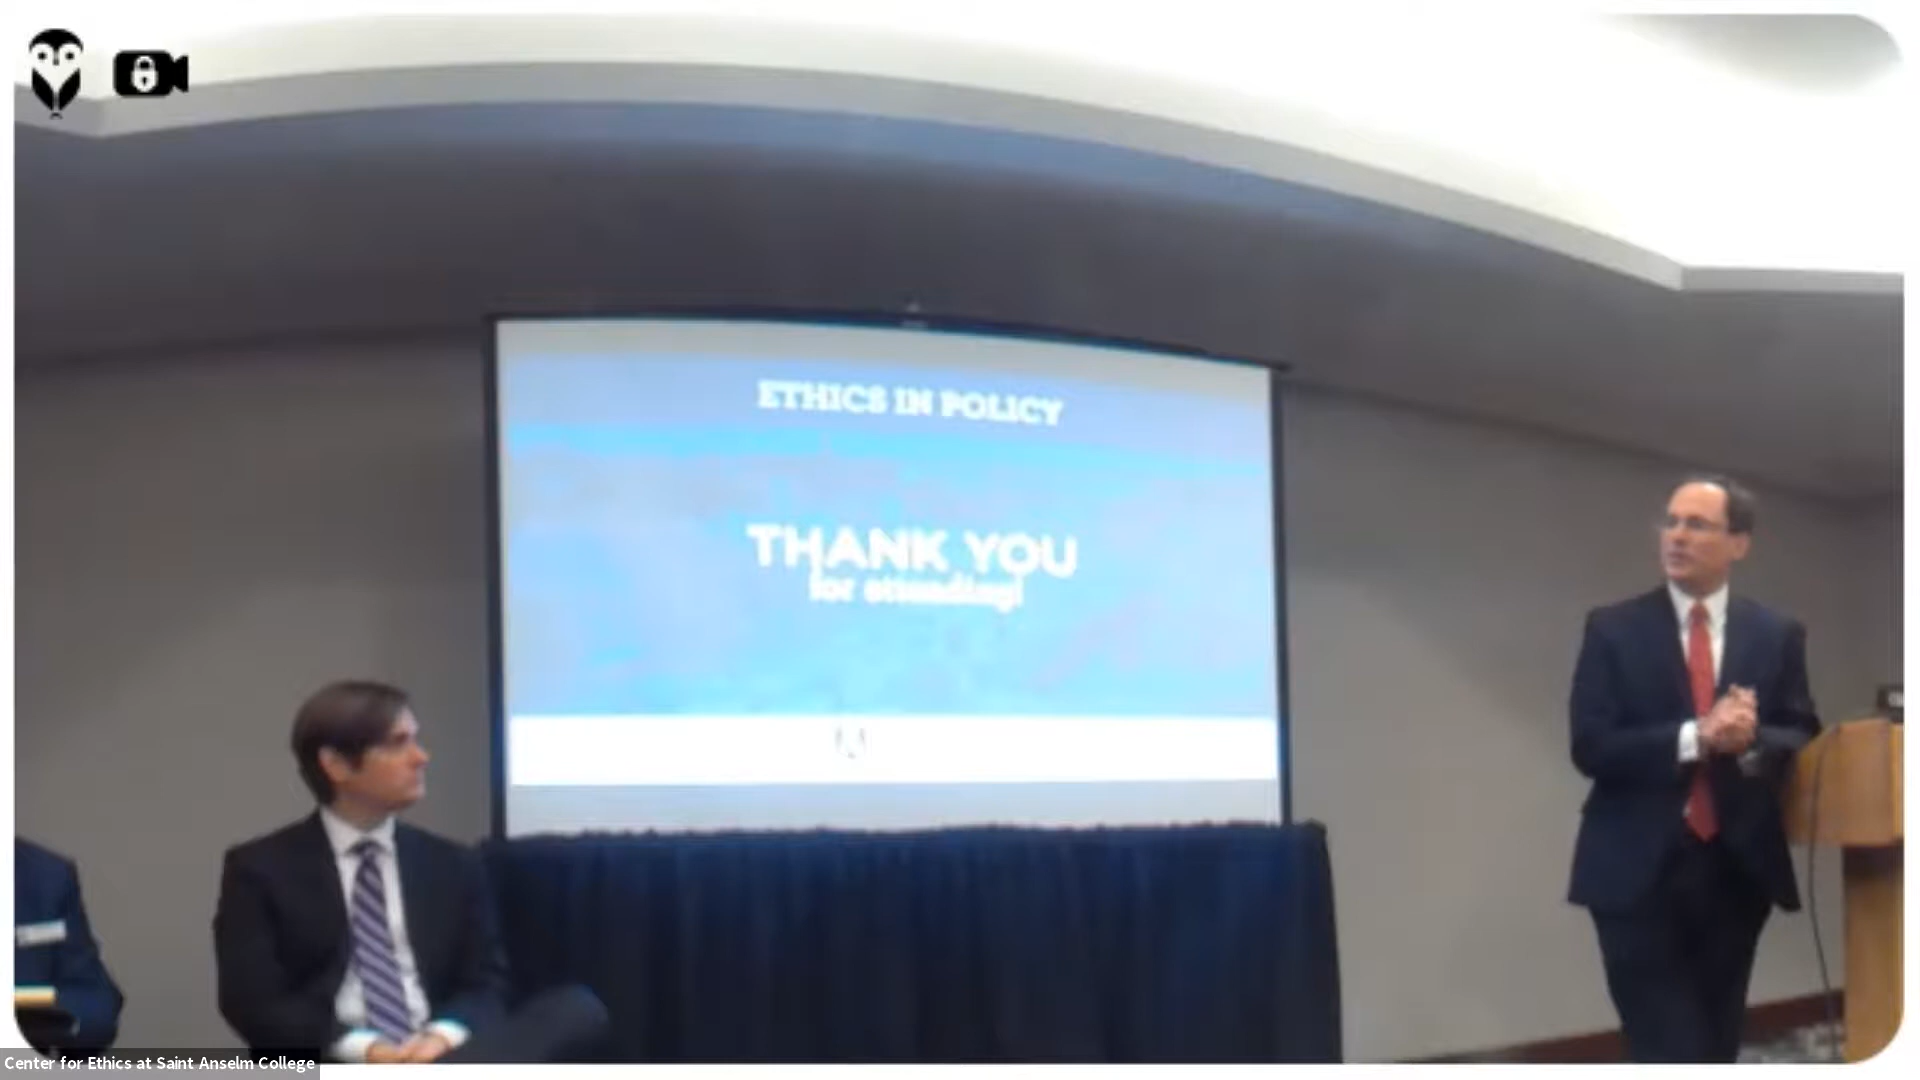 ETHICS IN POLICY
THANK YOU
for attending!
Center for Ethics at Saint Anselm College